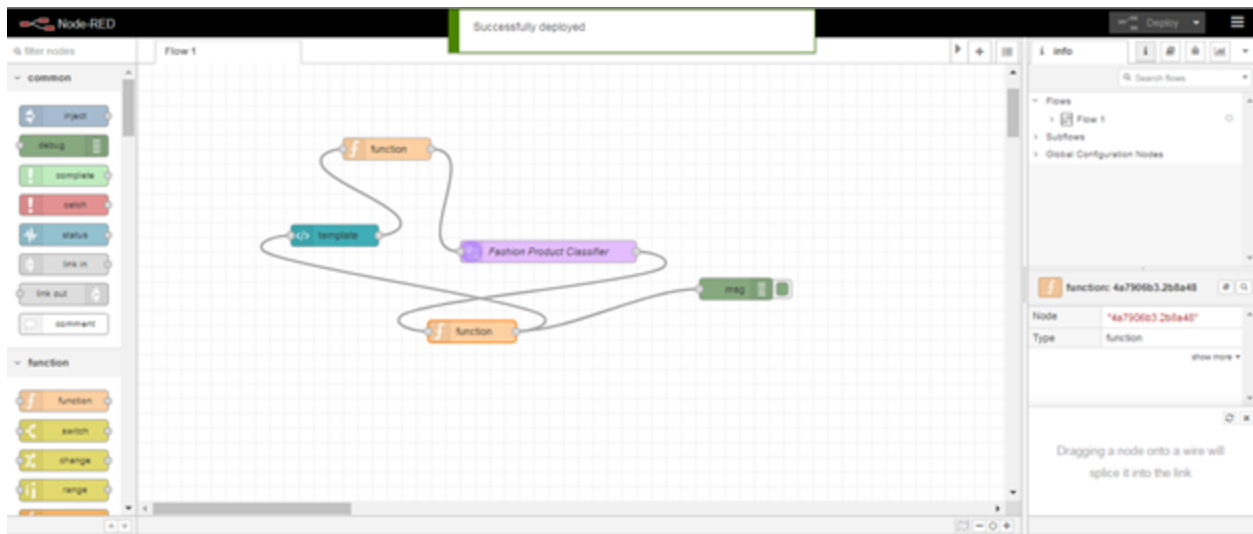 Node-RED
Successfully deployed
Deploy
filter nodes
Flow 1
info
Search flows
common
inject
debug
complete
catch
status
link in
link out
comment
function
function
switch
change
range
function
template
Fashion Product Classifier
msg
function
Flows
Flow 1
Subflows
Global Configuration Nodes
function: 4a7906b3.2b8a48
Node
"4a7906b3.2b8a48"
Type
function
show more
Dragging a node onto a wire will
splice it into the link